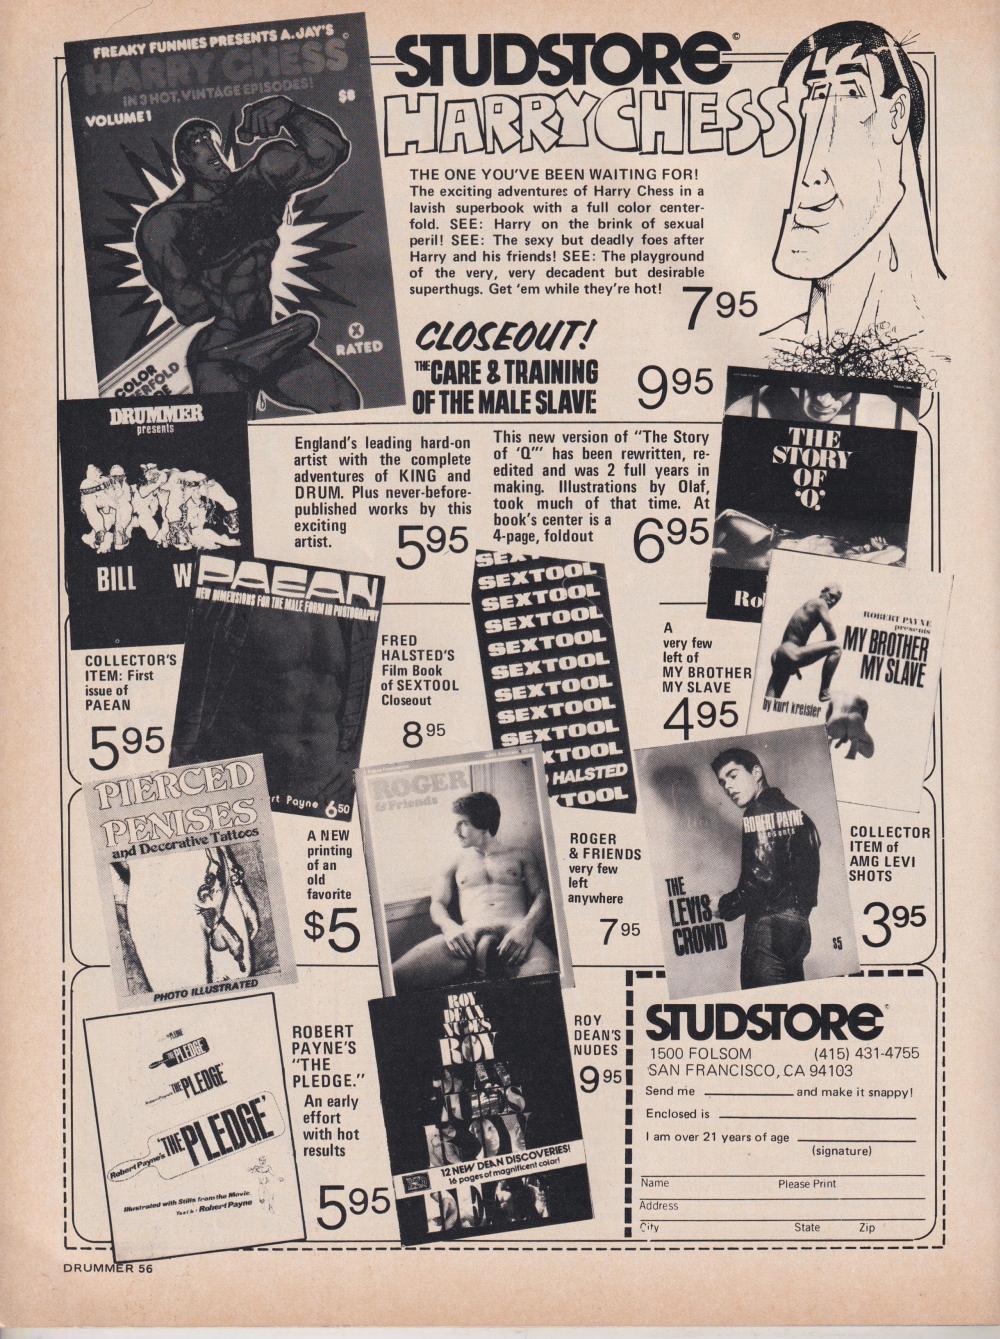 FREAKY FUNNIES PRESENTS A. JAY'S
HARRY CHESS
IN 3 HOT, VINTAGE EPISODES!
VOLUME 1
$8
X
RATED
COLOR
STUDSTORE©
HARRY CHESS
THE ONE YOU'VE BEEN WAITING FOR!
The exciting adventures of Harry Chess in a
lavish superbook with a full color center-
fold. SEE: Harry on the brink of sexual
peril! SEE: The sexy but deadly foes after
Harry and his friends! SEE: The playground
of the very, very decadent but desirable
superthugs. Get 'em while they're hot!
7 95
CLOSEOUT!
THE CARE & TRAINING
OF THE MALE SLAVE
9 95
DRUMMER
presents
BILL W
England's leading hard-on
artist with the complete
adventures of KING and
DRUM. Plus never-before-
published works by this
exciting
artist.
5 95
This new version of "The Story
of 'Q'" has been rewritten, re-
edited and was 2 full years in
making. Illustrations by Olaf,
took much of that time. At
book's center is a
4-page, foldout
6 95
THE
STORY
OF
'Q'
Ro
COLLECTOR'S
ITEM: First
issue of
PAEAN
5 95
PAEAN
NEW DIMENSIONS FOR THE MALE FORM IN PHOTOGRAPHY
rt Payne 6.50
FRED
HALSTED'S
Film Book
of SEXTOOL
Closeout
8 95
SEXT
SEXTOOL
SEXTOOL
SEXTOOL
SEXTOOL
SEXTOOL
SEXTOOL
SEXTOOL
SEXTOOL
XTOOL
HALSTED
TOOL
A
very few
left of
MY BROTHER
MY SLAVE
4 95
ROBERT PAYNE
presents
MY BROTHER
MY SLAVE
by kurt kreisler
PIERCED
PENISES
and Decorative Tattoos
PHOTO ILLUSTRATED
A NEW
printing
of an
old
favorite
$5
ROGER
& Friends
ROGER
& FRIENDS
very few
left
anywhere
7 95
ROBERT PAYNE
presents
THE
LEVIS
CROWD
$5
COLLECTOR
ITEM of
AMG LEVI
SHOTS
3 95
THE PLEDGE
THE PLEDGE
Robert Payne's 'THE PLEDGE'
Illustrated with Stills from the Movie
Text by Robert Payne
ROBERT
PAYNE'S
"THE
PLEDGE."
An early
effort
with hot
results
5 95
ROY
DEAN
NUDES
ROY
12 NEW DEAN DISCOVERIES!
16 pages of magnificent color!
ROY
DEAN'S
NUDES
9 95
STUDSTORE©
1500 FOLSOM (415) 431-4755
SAN FRANCISCO, CA 94103
Send me and make it snappy!
Enclosed is
I am over 21 years of age
(signature)
Name Please Print
Address
City State Zip
DRUMMER 56